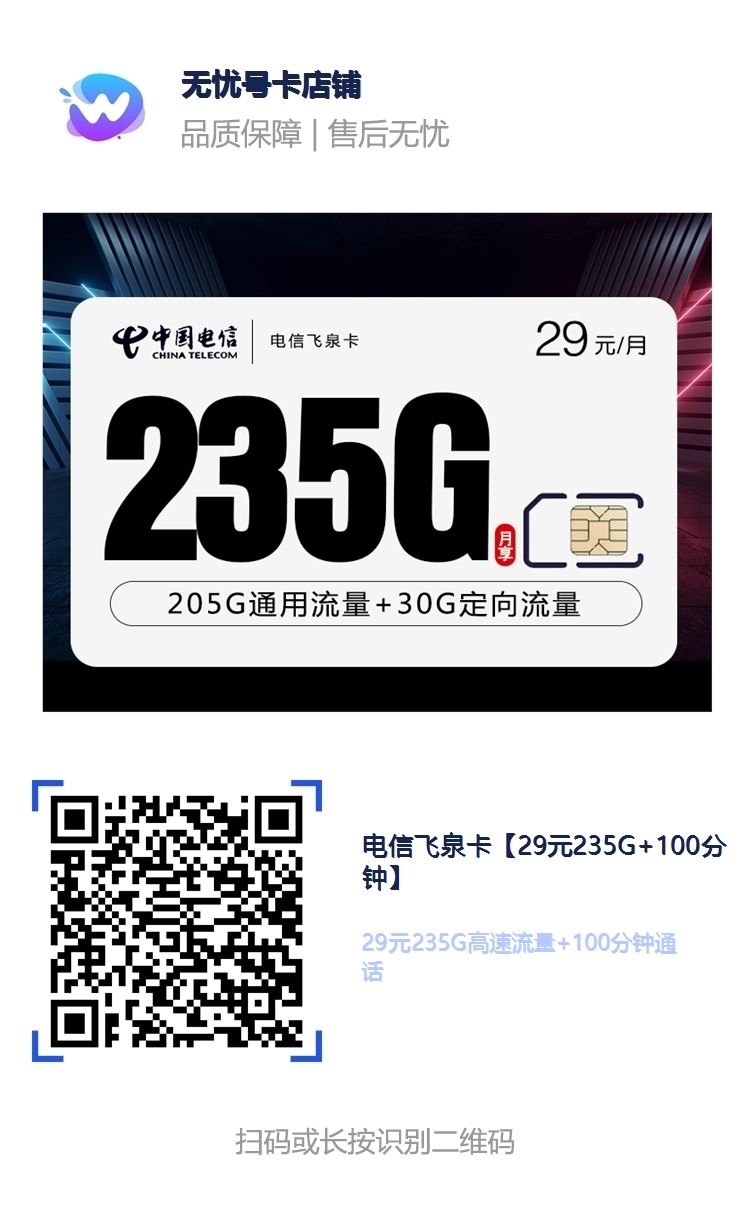 无忧号卡店铺
品质保障 | 售后无忧
中国电信
CHINA TELECOM
电信飞泉卡
29元/月
235G
月享
205G通用流量+30G定向流量
电信飞泉卡【29元235G+100分
钟】
29元235G高速流量+100分钟通
话
扫码或长按识别二维码